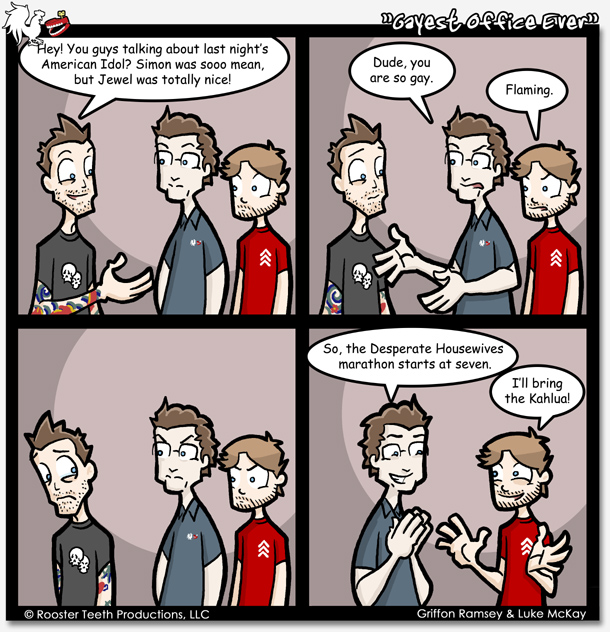 "Gayest Office Ever"
Hey! You guys talking about last night's
American Idol? Simon was sooo mean,
but Jewel was totally nice!
Dude, you
are so gay.
Flaming.
So, the Desperate Housewives
marathon starts at seven.
I'll bring
the Kahlua!
© Rooster Teeth Productions, LLC
Griffon Ramsey & Luke McKay